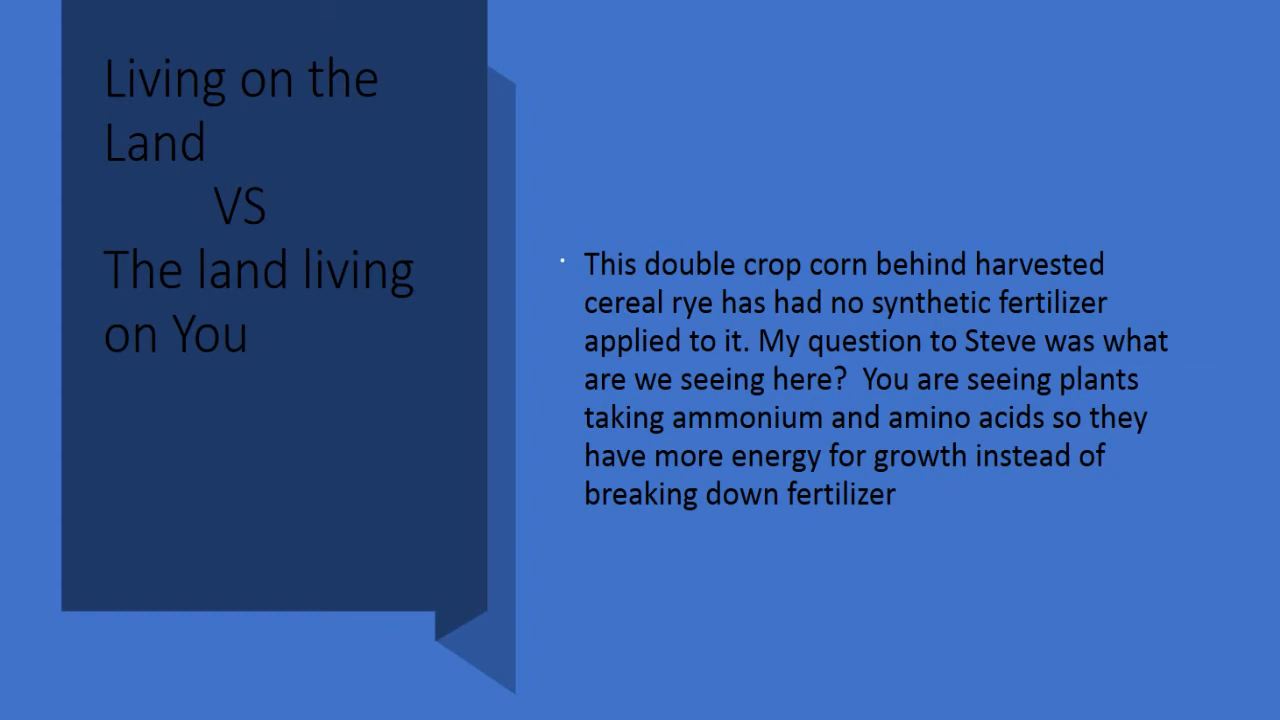 Living on the
Land
VS
The land living
on You
This double crop corn behind harvested
cereal rye has had no synthetic fertilizer
applied to it. My question to Steve was what
are we seeing here?  You are seeing plants
taking ammonium and amino acids so they
have more energy for growth instead of
breaking down fertilizer